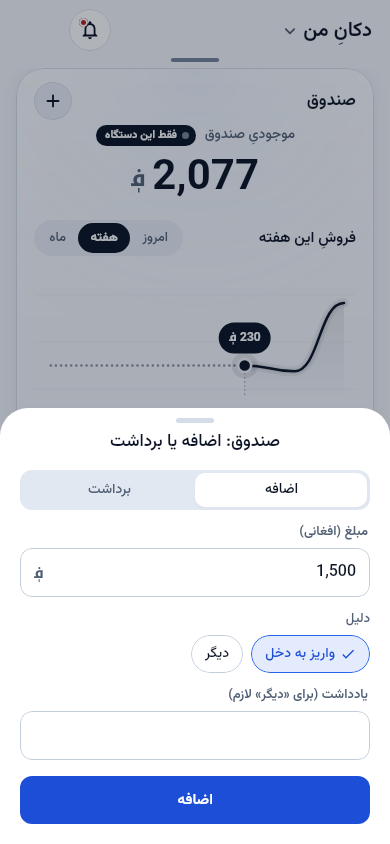 دکانِ من
صندوق
موجودیِ صندوق فقط این دستگاه
2,077 ؋
فروشِ این هفته
امروز هفته ماه
230 ؋
صندوق: اضافه یا برداشت
اضافه برداشت
مبلغ (افغانی)
1,500 ؋
دلیل
واریز به دخل دیگر
یادداشت (برای «دیگر» لازم)
اضافه